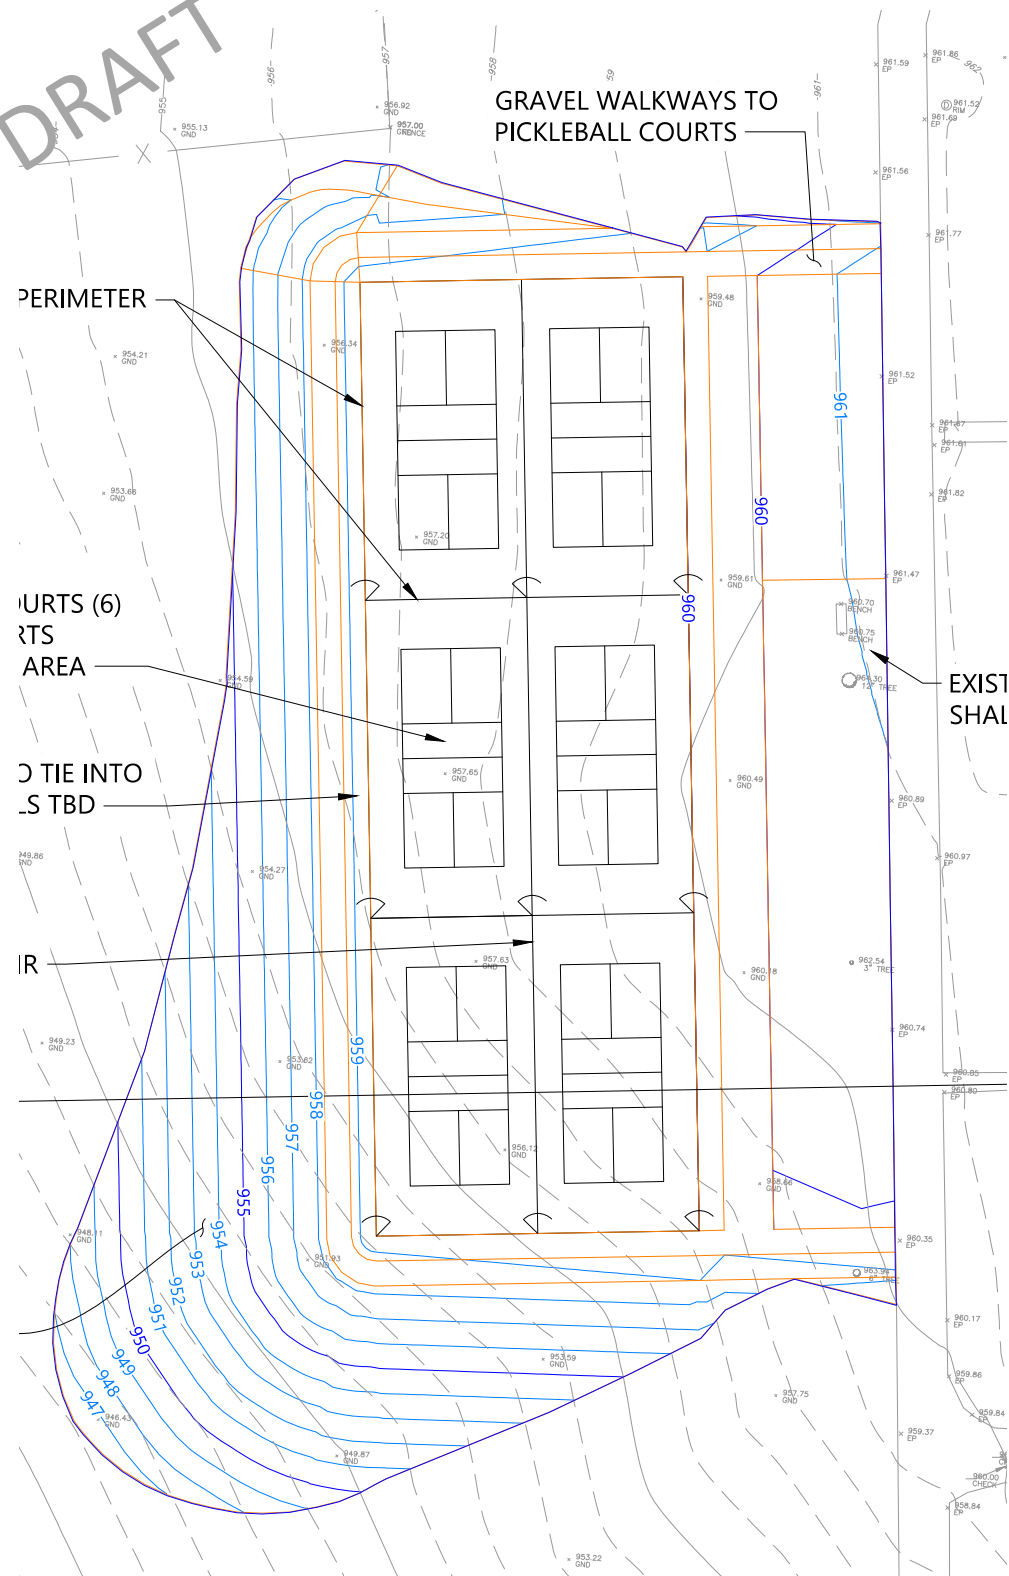 DRAFT
GRAVEL WALKWAYS TO
PICKLEBALL COURTS
PERIMETER
URTS (6)
RTS
AREA
O TIE INTO
LS TBD
IR
EXIST
SHAL
955
-956-
-957-
-958
59
-961-
962
955.13
GND
956.92
GND
957.00
FENCE
961.59
EP
961.86
EP
961.52
RIM
961.69
EP
961.56
EP
961.77
EP
959.48
GND
956.34
GND
954.21
GND
961.52
EP
961.67
EP
961.61
EP
953.66
GND
961.82
EP
957.20
GND
961
960
959.61
GND
961.47
EP
960.70
BENCH
960.75
BENCH
960
954.59
GND
964.30
12" TREE
957.65
GND
960.49
GND
960.89
EP
949.86
GND
954.27
GND
960.97
EP
957.63
GND
960.18
GND
962.54
3" TREE
949.23
GND
953.82
GND
960.74
EP
960.85
EP
960.80
EP
956.12
GND
958.66
GND
959
958
957
956
955
954
953
952
951
950
949
948
947
948.11
GND
951.93
GND
960.35
EP
963.94
6" TREE
960.17
EP
953.59
GND
959.86
EP
957.75
GND
959.84
EP
946.43
GND
949.87
GND
959.37
EP
960.00
CHECK
958.84
EP
953.22
GND